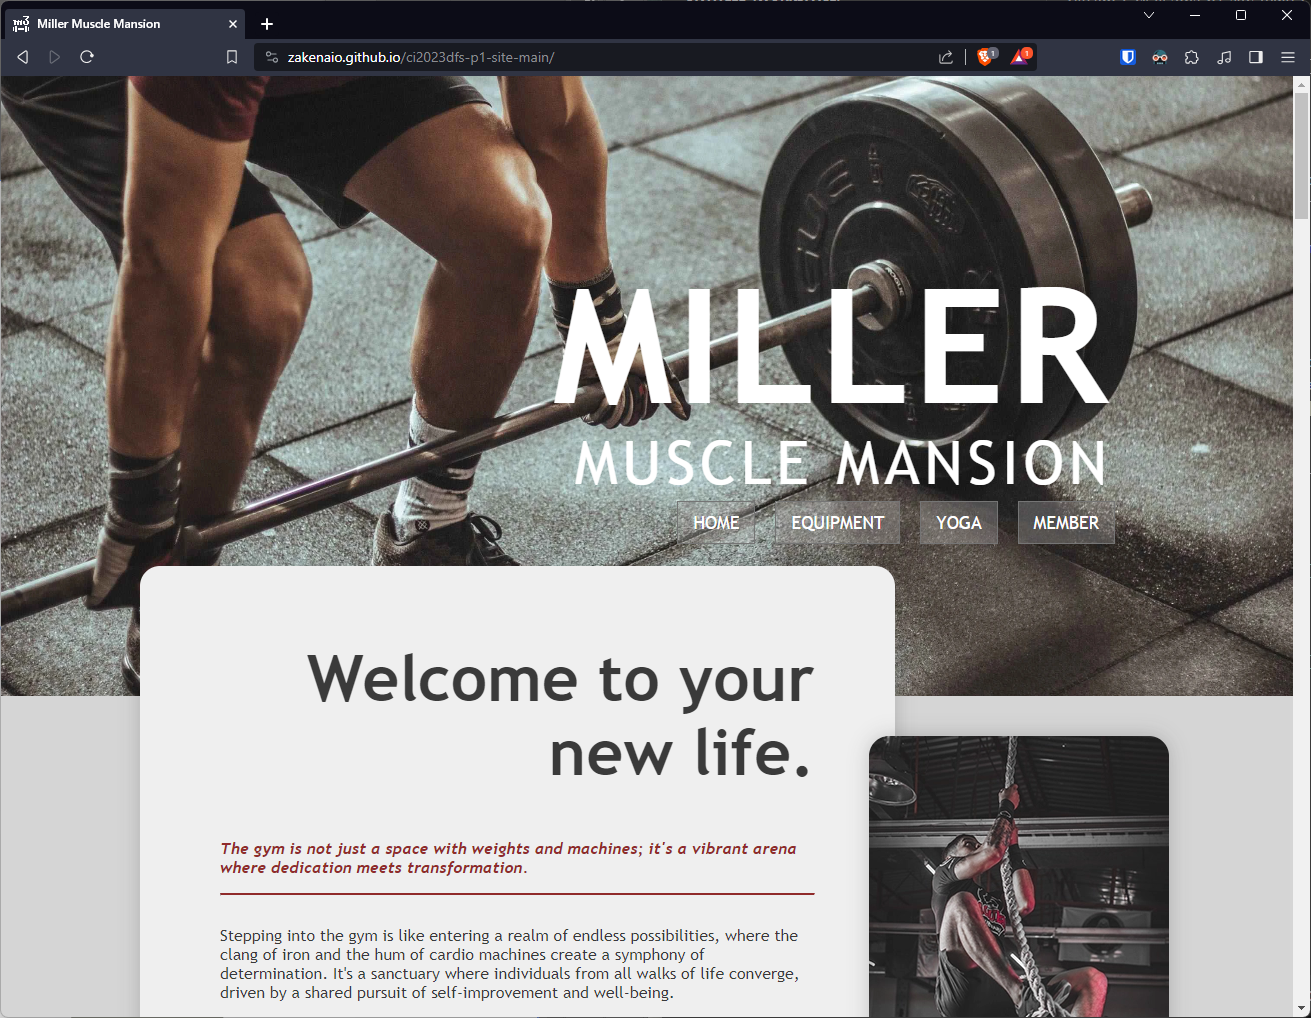 Miller Muscle Mansion
zakenaio.github.io/ci2023dfs-p1-site-main/
1
1
MILLER
MUSCLE MANSION
HOME EQUIPMENT YOGA MEMBER
Welcome to your
new life.
The gym is not just a space with weights and machines; it's a vibrant arena
where dedication meets transformation.
Stepping into the gym is like entering a realm of endless possibilities, where the
clang of iron and the hum of cardio machines create a symphony of
determination. It's a sanctuary where individuals from all walks of life converge,
driven by a shared pursuit of self-improvement and well-being.